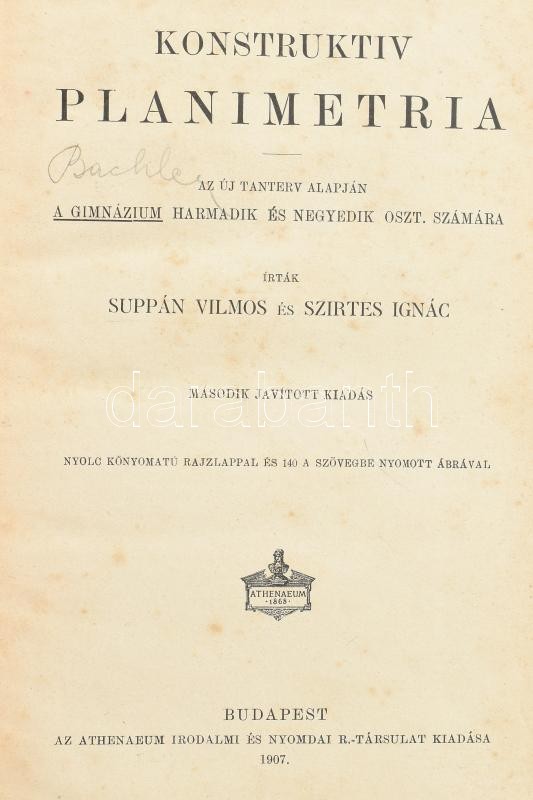 KONSTRUKTIV
PLANIMETRIA
Bachler
AZ ÚJ TANTERV ALAPJÁN
A GIMNÁZIUM HARMADIK ÉS NEGYEDIK OSZT. SZÁMÁRA
ÍRTÁK
SUPPÁN VILMOS ÉS SZIRTES IGNÁC
MÁSODIK JAVÍTOTT KIADÁS
darabanth
NYOLC KÖNYOMATÚ RAJZLAPPAL ÉS 140 A SZÖVEGBE NYOMOTT ÁBRÁVAL
ATHENAEUM
·1868·
BUDAPEST
AZ ATHENAEUM IRODALMI ÉS NYOMDAI R.-TÁRSULAT KIADÁSA
1907.